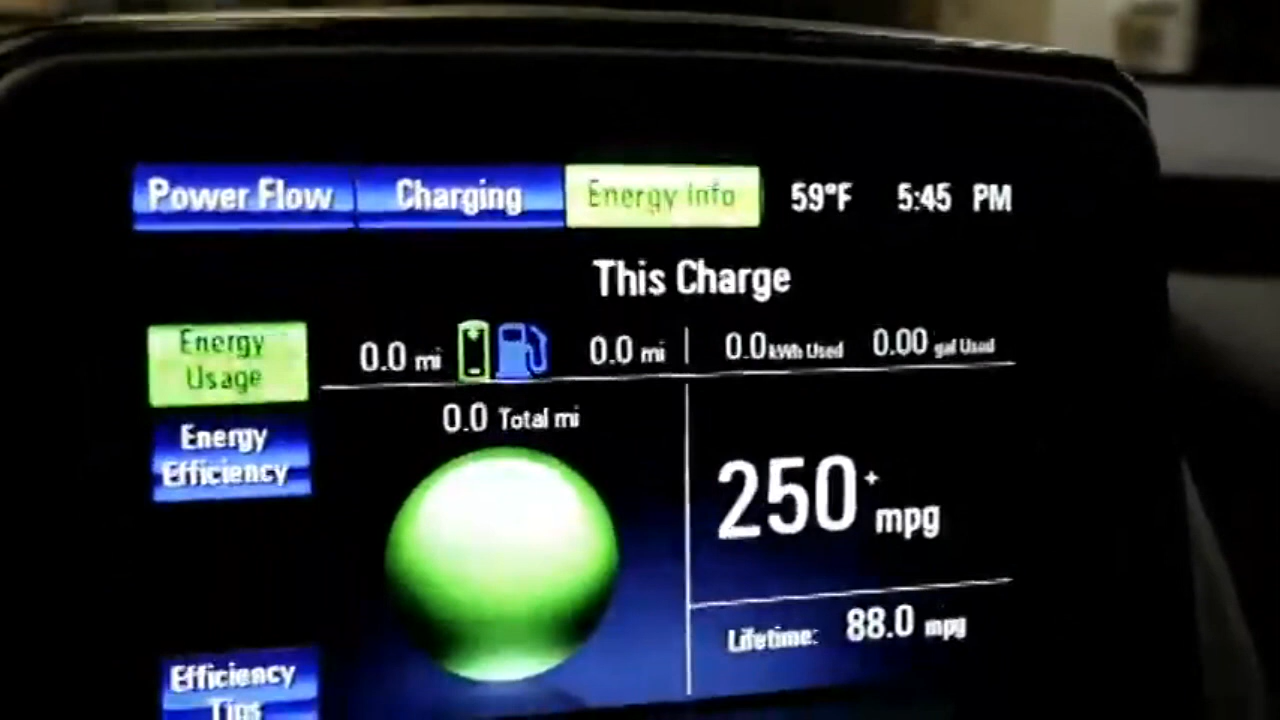 Power Flow Charging Energy Info 59°F 5:45 PM
This Charge
Energy
Usage
0.0 mi 0.0 mi 0.0 kWh Used 0.00 gal Used
0.0 Total mi
Energy
Efficiency
250+ mpg
Lifetime: 88.0 mpg
Efficiency
Tips